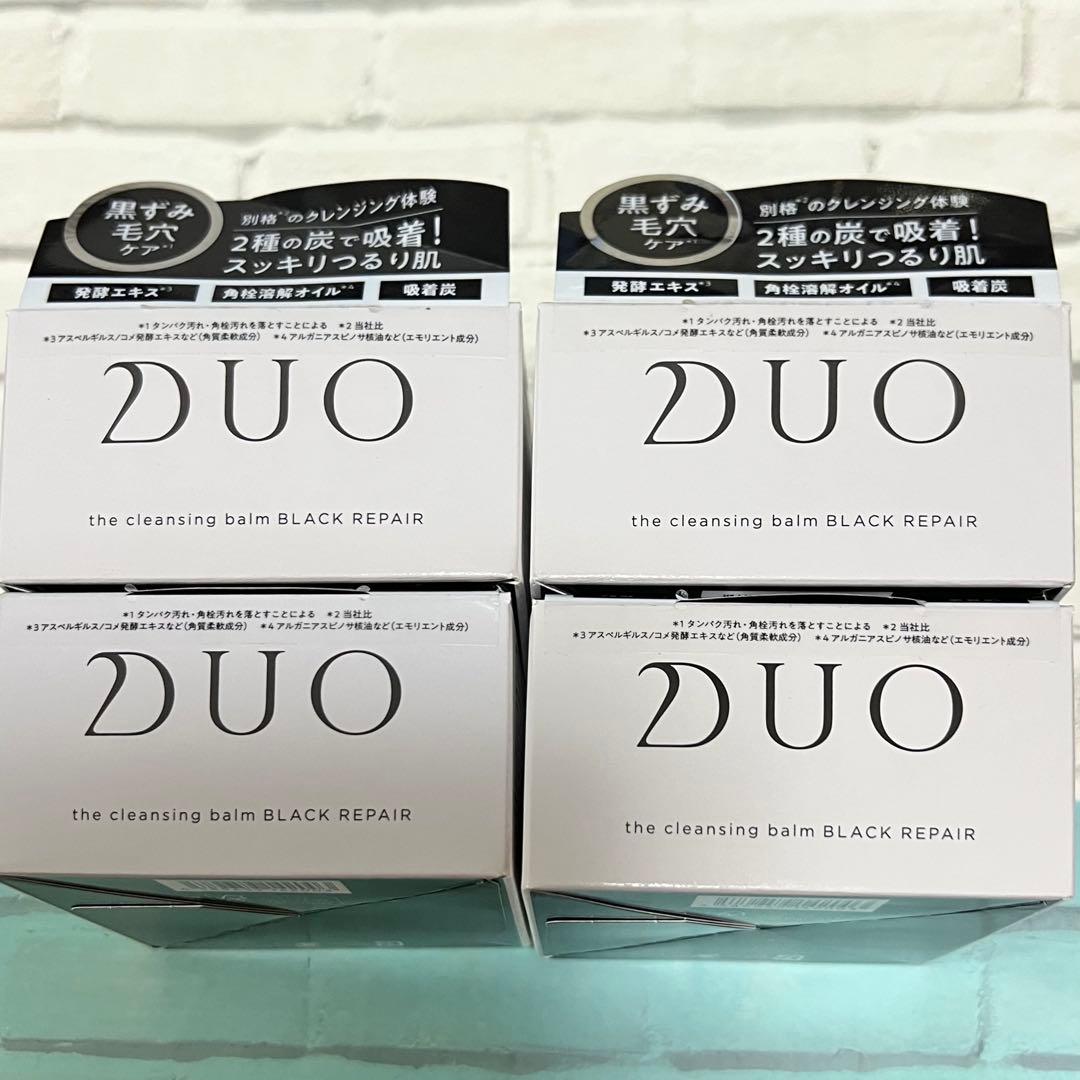 黒ずみ
毛穴
ケア*1
別格*2のクレンジング体験
2種の炭で吸着!
スッキリつるり肌
発酵エキス*3 角栓溶解オイル*4 吸着炭
*1 タンパク汚れ・角栓汚れを落とすことによる *2 当社比
*3 アスペルギルス/コメ発酵エキスなど(角質柔軟成分) *4 アルガニアスピノサ核油など(エモリエント成分)
DUO
the cleansing balm BLACK REPAIR
黒ずみ
毛穴
ケア*1
別格*2のクレンジング体験
2種の炭で吸着!
スッキリつるり肌
発酵エキス*3 角栓溶解オイル*4 吸着炭
*1 タンパク汚れ・角栓汚れを落とすことによる *2 当社比
*3 アスペルギルス/コメ発酵エキスなど(角質柔軟成分) *4 アルガニアスピノサ核油など(エモリエント成分)
DUO
the cleansing balm BLACK REPAIR
*1 タンパク汚れ・角栓汚れを落とすことによる *2 当社比
*3 アスペルギルス/コメ発酵エキスなど(角質柔軟成分) *4 アルガニアスピノサ核油など(エモリエント成分)
DUO
the cleansing balm BLACK REPAIR
*1 タンパク汚れ・角栓汚れを落とすことによる *2 当社比
*3 アスペルギルス/コメ発酵エキスなど(角質柔軟成分) *4 アルガニアスピノサ核油など(エモリエント成分)
DUO
the cleansing balm BLACK REPAIR